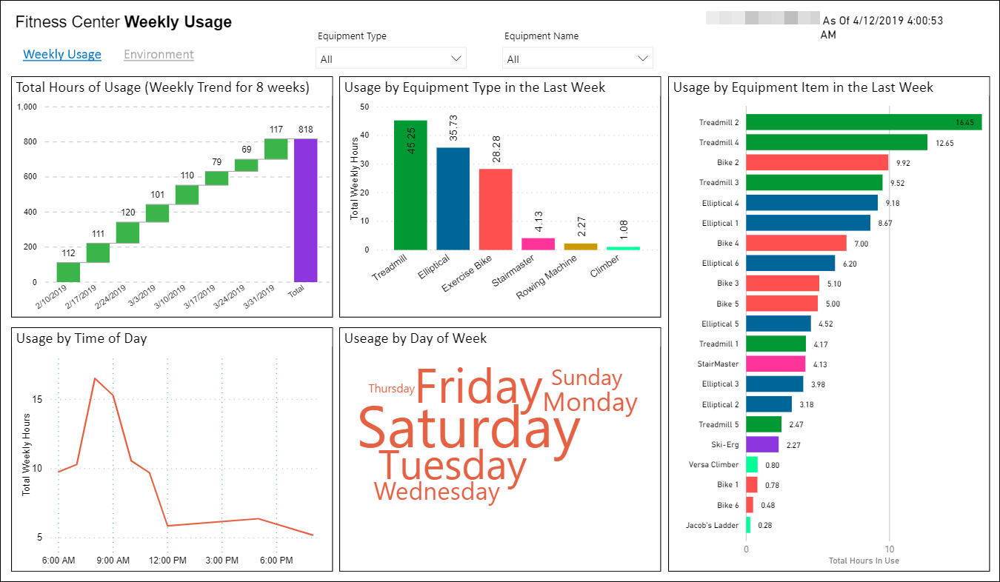 Fitness Center Weekly Usage
As Of 4/12/2019 4:00:53
AM
Weekly Usage
Environment
Equipment Type
All
Equipment Name
All
Total Hours of Usage (Weekly Trend for 8 weeks)
1,000
800
600
400
200
0
112
111
120
101
110
79
69
117
818
2/10/2019
2/17/2019
2/24/2019
3/3/2019
3/10/2019
3/17/2019
3/24/2019
3/31/2019
Total
Usage by Equipment Type in the Last Week
Total Weekly Hours
50
40
30
20
10
0
45.25
35.73
28.28
4.13
2.27
1.08
Treadmill
Elliptical
Exercise Bike
Stairmaster
Rowing Machine
Climber
Usage by Equipment Item in the Last Week
Treadmill 2 16.45
Treadmill 4 12.65
Bike 2 9.92
Treadmill 3 9.52
Elliptical 4 9.18
Elliptical 1 8.67
Bike 4 7.00
Elliptical 6 6.20
Bike 3 5.10
Bike 5 5.00
Elliptical 5 4.52
Treadmill 1 4.17
StairMaster 4.13
Elliptical 3 3.98
Elliptical 2 3.18
Treadmill 5 2.47
Ski-Erg 2.27
Versa Climber 0.80
Bike 1 0.78
Bike 6 0.48
Jacob's Ladder 0.28
0 10
Total Hours In Use
Usage by Time of Day
Total Weekly Hours
15
10
5
6:00 AM 9:00 AM 12:00 PM 3:00 PM 6:00 PM
Useage by Day of Week
Thursday
Friday
Sunday
Monday
Saturday
Tuesday
Wednesday